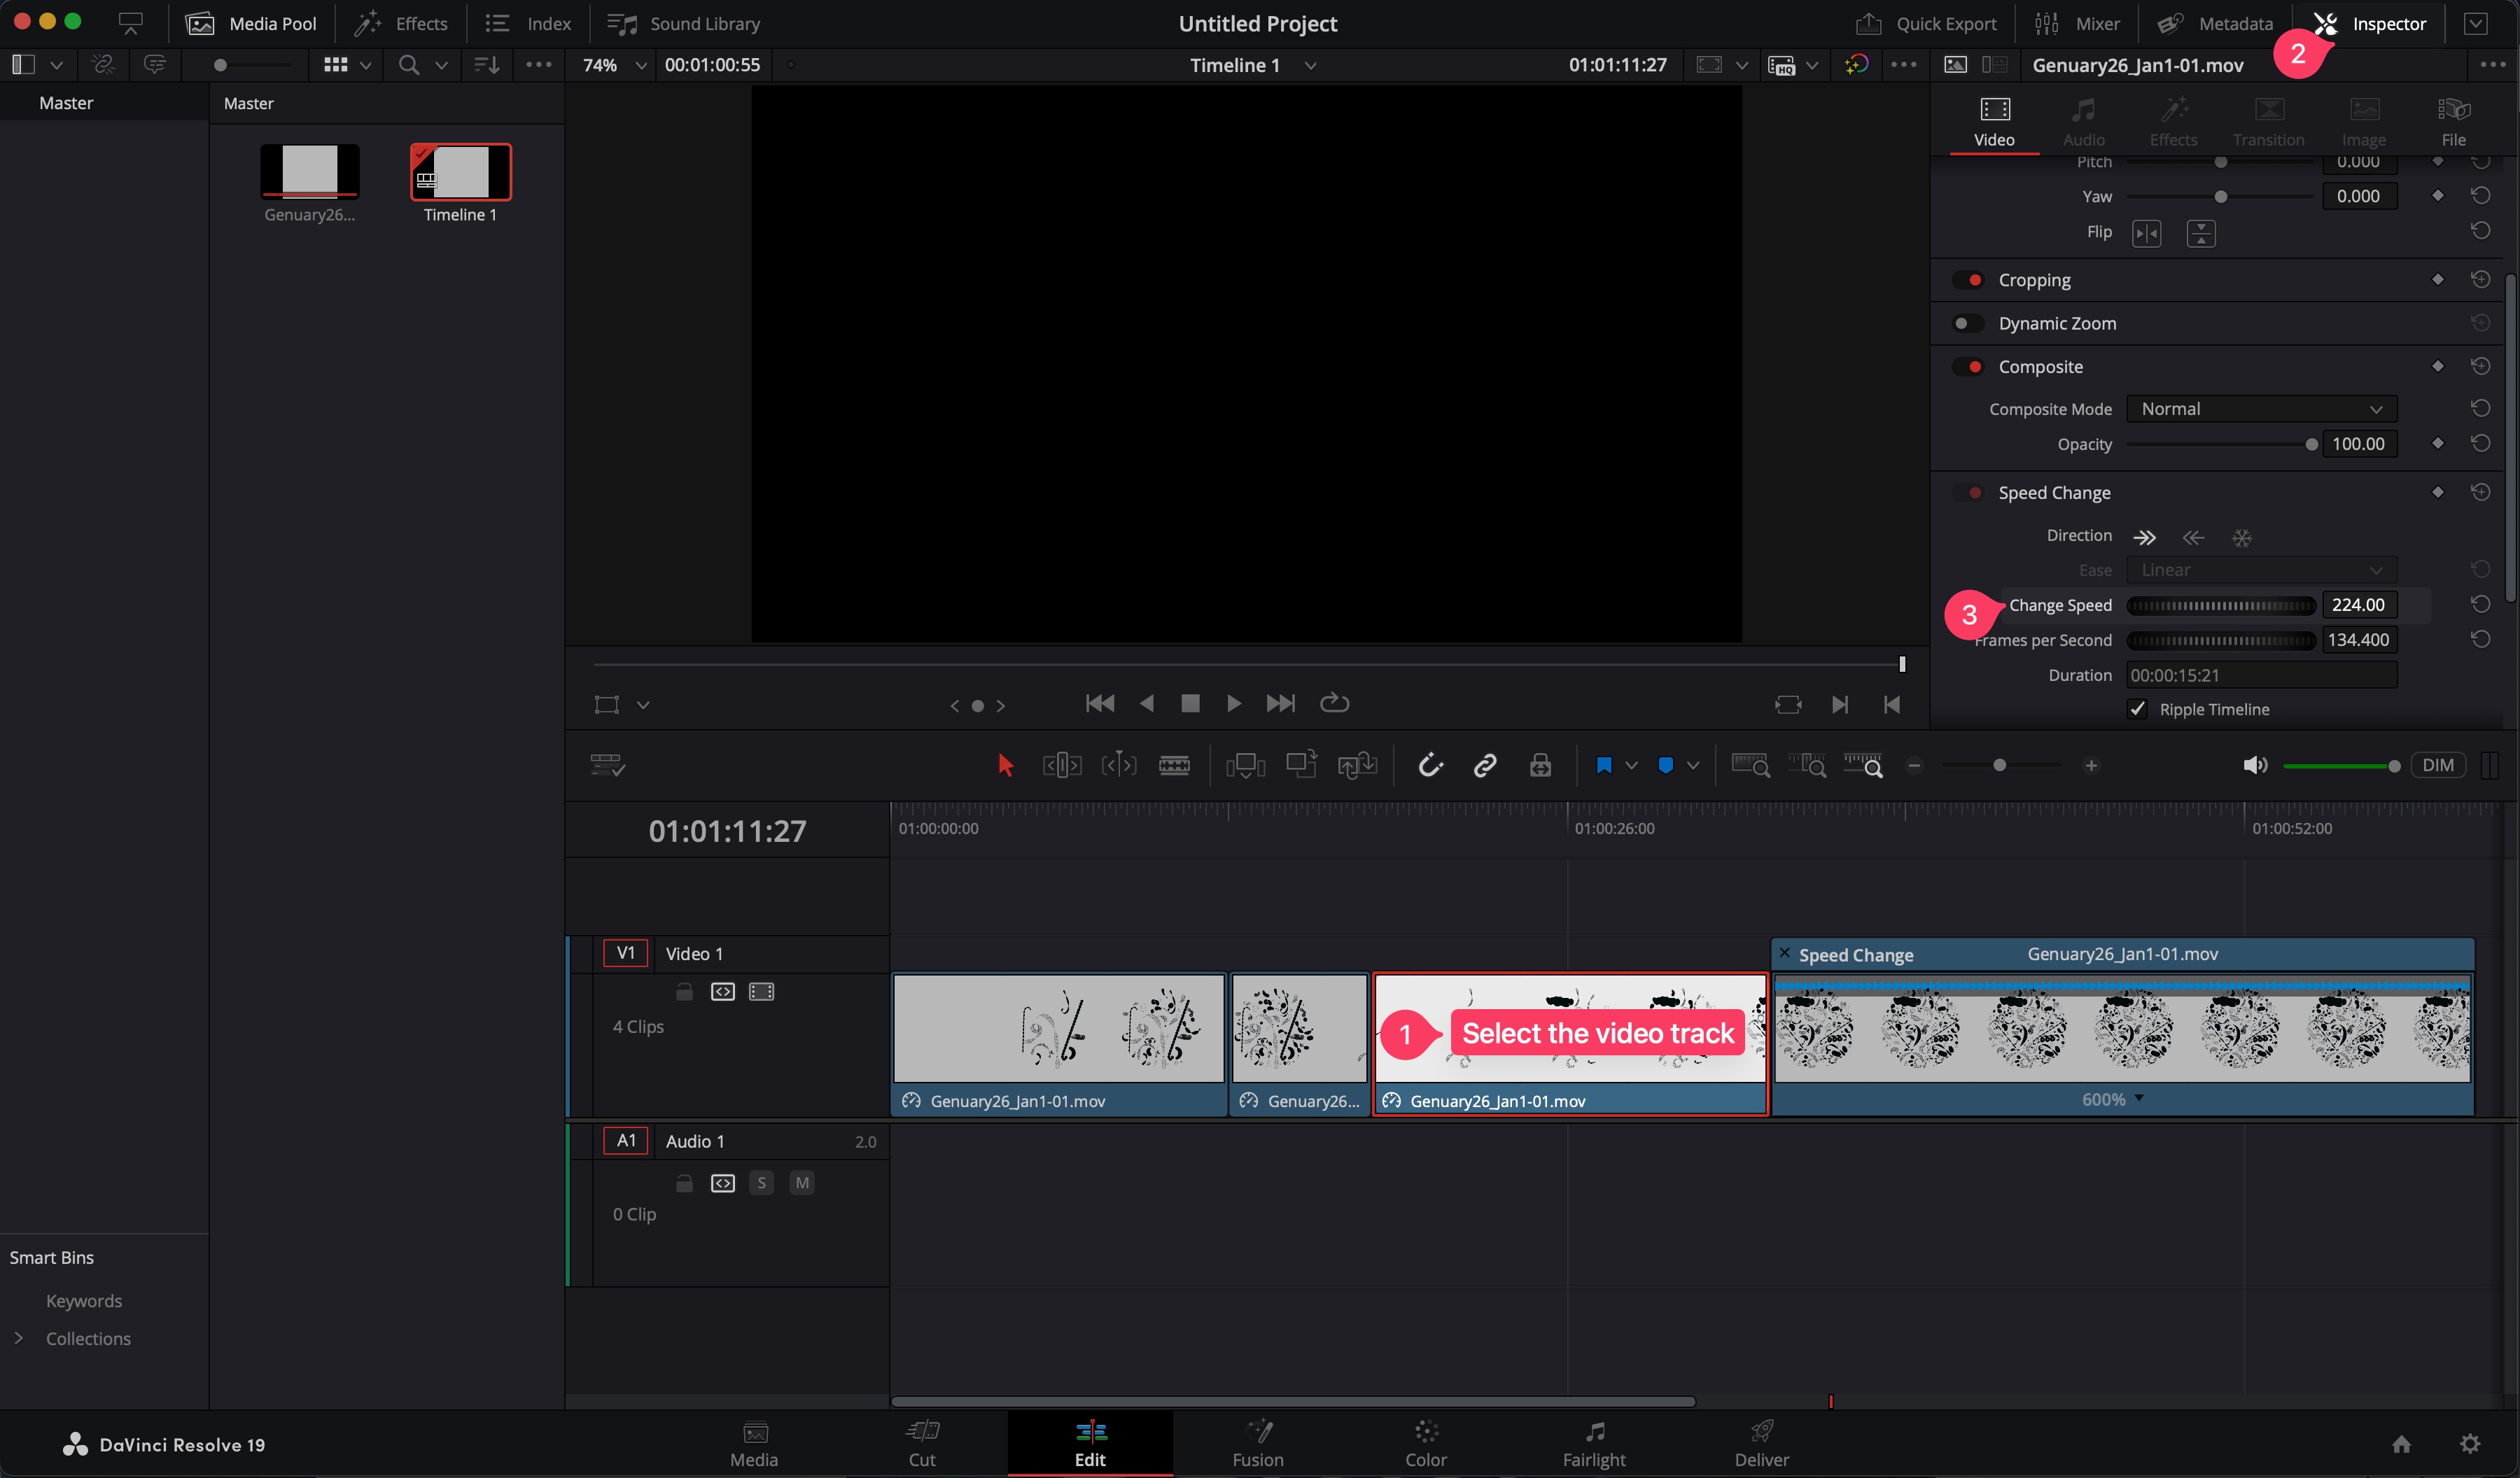 Media Pool Effects Index Sound Library Untitled Project Quick Export Mixer Metadata Inspector
2
74% 00:01:00:55 Timeline 1 01:01:11:27 HQ Genuary26_Jan1-01.mov
Master Master
Genuary26... Timeline 1
Video Audio Effects Transition Image File
Pitch 0.000
Yaw 0.000
Flip
Cropping
Dynamic Zoom
Composite
Composite Mode Normal
Opacity 100.00
Speed Change
Direction
Ease Linear
3 Change Speed 224.00
Frames per Second 134.400
Duration 00:00:15:21
Ripple Timeline
DIM
01:01:11:27 01:00:00:00 01:00:26:00 01:00:52:00
V1 Video 1
4 Clips
Speed Change Genuary26_Jan1-01.mov
1 Select the video track
Genuary26_Jan1-01.mov Genuary26... Genuary26_Jan1-01.mov 600%
A1 Audio 1 2.0
S M
0 Clip
Smart Bins
Keywords
Collections
DaVinci Resolve 19
Media Cut Edit Fusion Color Fairlight Deliver